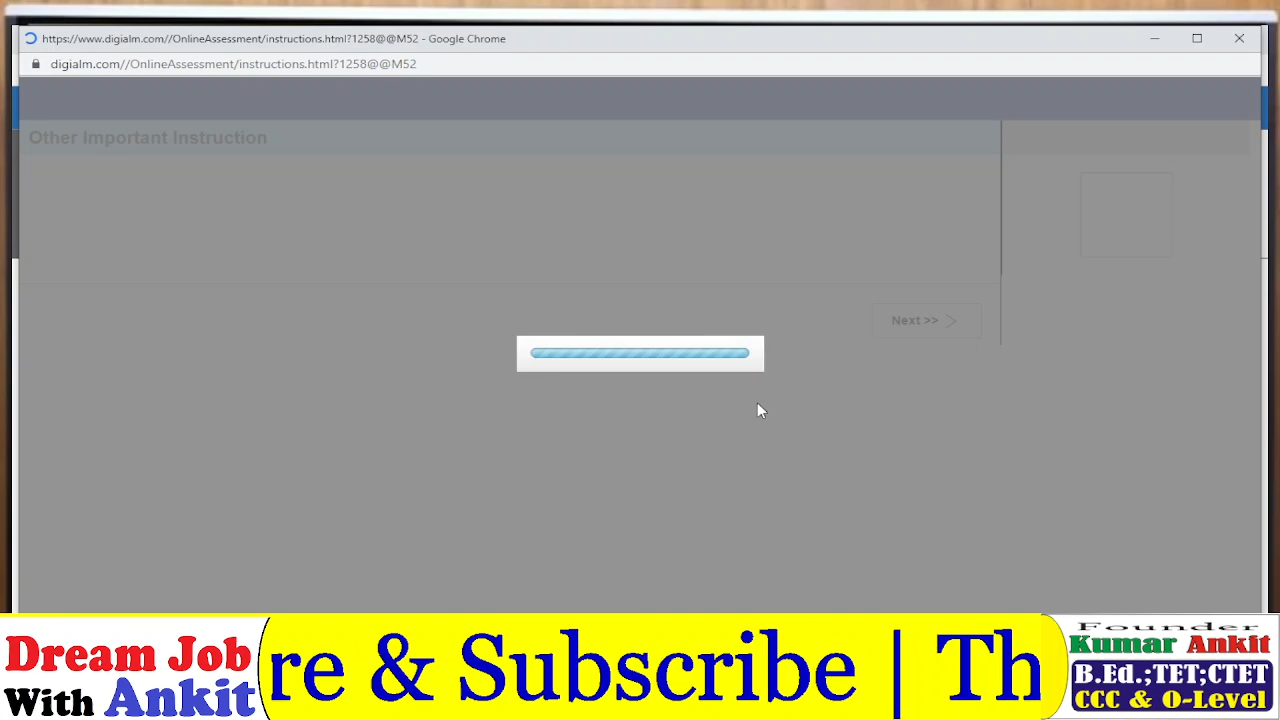 https://www.digialm.com//OnlineAssessment/instructions.html?1258@@M52 - Google Chrome
digialm.com//OnlineAssessment/instructions.html?1258@@M52
Other Important Instruction
Next >>
Dream Job
With Ankit
re & Subscribe | Th
Founder
Kumar Ankit
B.Ed.;TET;CTET
CCC & O-Level